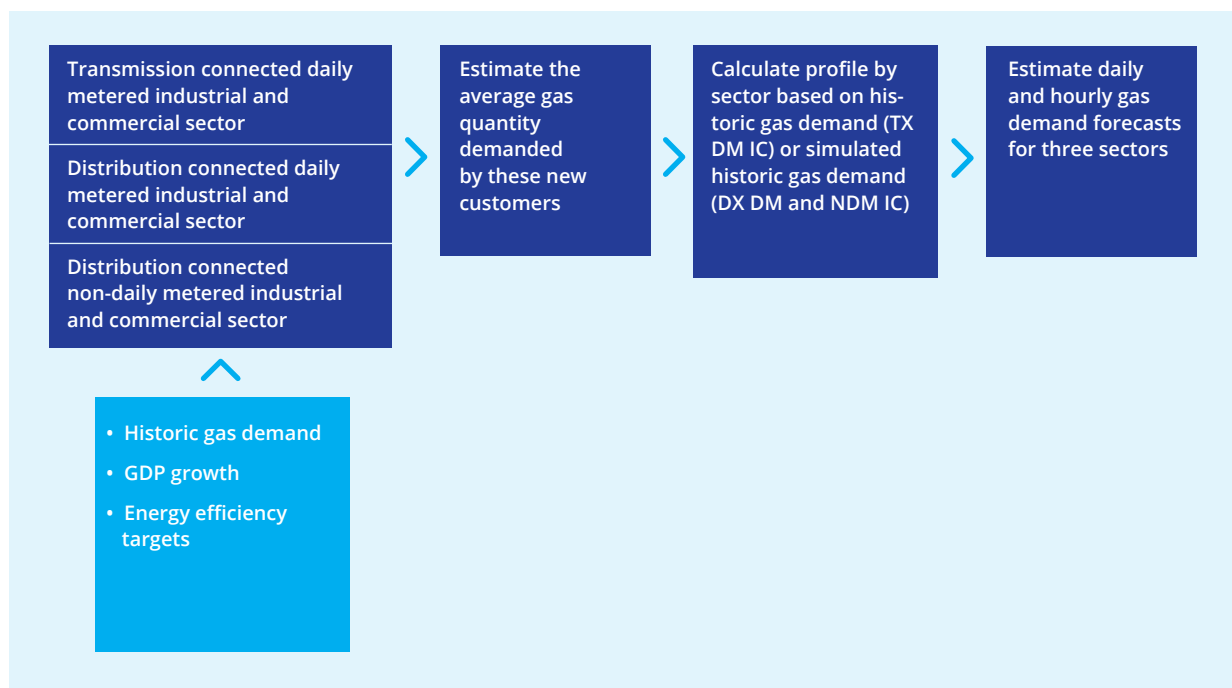 Transmission connected daily
metered industrial and
commercial sector
Distribution connected daily
metered industrial and
commercial sector
Distribution connected
non-daily metered industrial
and commercial sector
Estimate the
average gas
quantity
demanded
by these new
customers
Calculate profile by
sector based on his-
toric gas demand (TX
DM IC) or simulated
historic gas demand
(DX DM and NDM IC)
Estimate daily
and hourly gas
demand forecasts
for three sectors
• Historic gas demand
• GDP growth
• Energy efficiency
targets